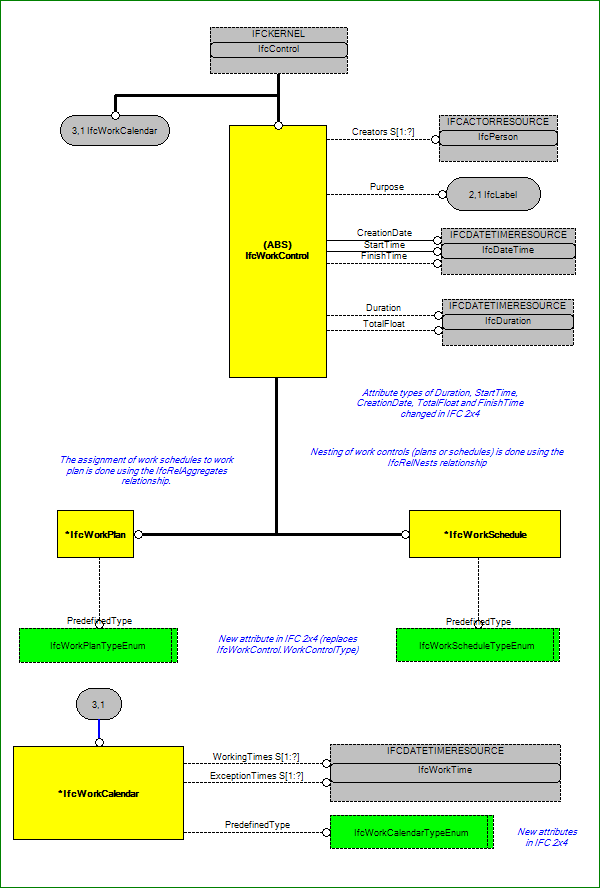 IFCKERNEL
IfcControl
3,1 IfcWorkCalendar
IFCACTORRESOURCE
Creators S[1:?]
IfcPerson
Purpose
2,1 IfcLabel
(ABS)
IfcWorkControl
CreationDate
StartTime
FinishTime
IFCDATETIMERESOURCE
IfcDateTime
Duration
TotalFloat
IFCDATETIMERESOURCE
IfcDuration
Attribute types of Duration, StartTime,
CreationDate, TotalFloat and FinishTime
changed in IFC 2x4
The assignment of work schedules to work
plan is done using the IfcRelAggregates
relationship.
Nesting of work controls (plans or schedules) is done using the
IfcRelNests relationship
*IfcWorkPlan
*IfcWorkSchedule
PredefinedType
IfcWorkPlanTypeEnum
New attribute in IFC 2x4 (replaces
IfcWorkControl.WorkControlType)
PredefinedType
IfcWorkScheduleTypeEnum
3,1
*IfcWorkCalendar
WorkingTimes S[1:?]
ExceptionTimes S[1:?]
IFCDATETIMERESOURCE
IfcWorkTime
PredefinedType
IfcWorkCalendarTypeEnum
New attributes
in IFC 2x4